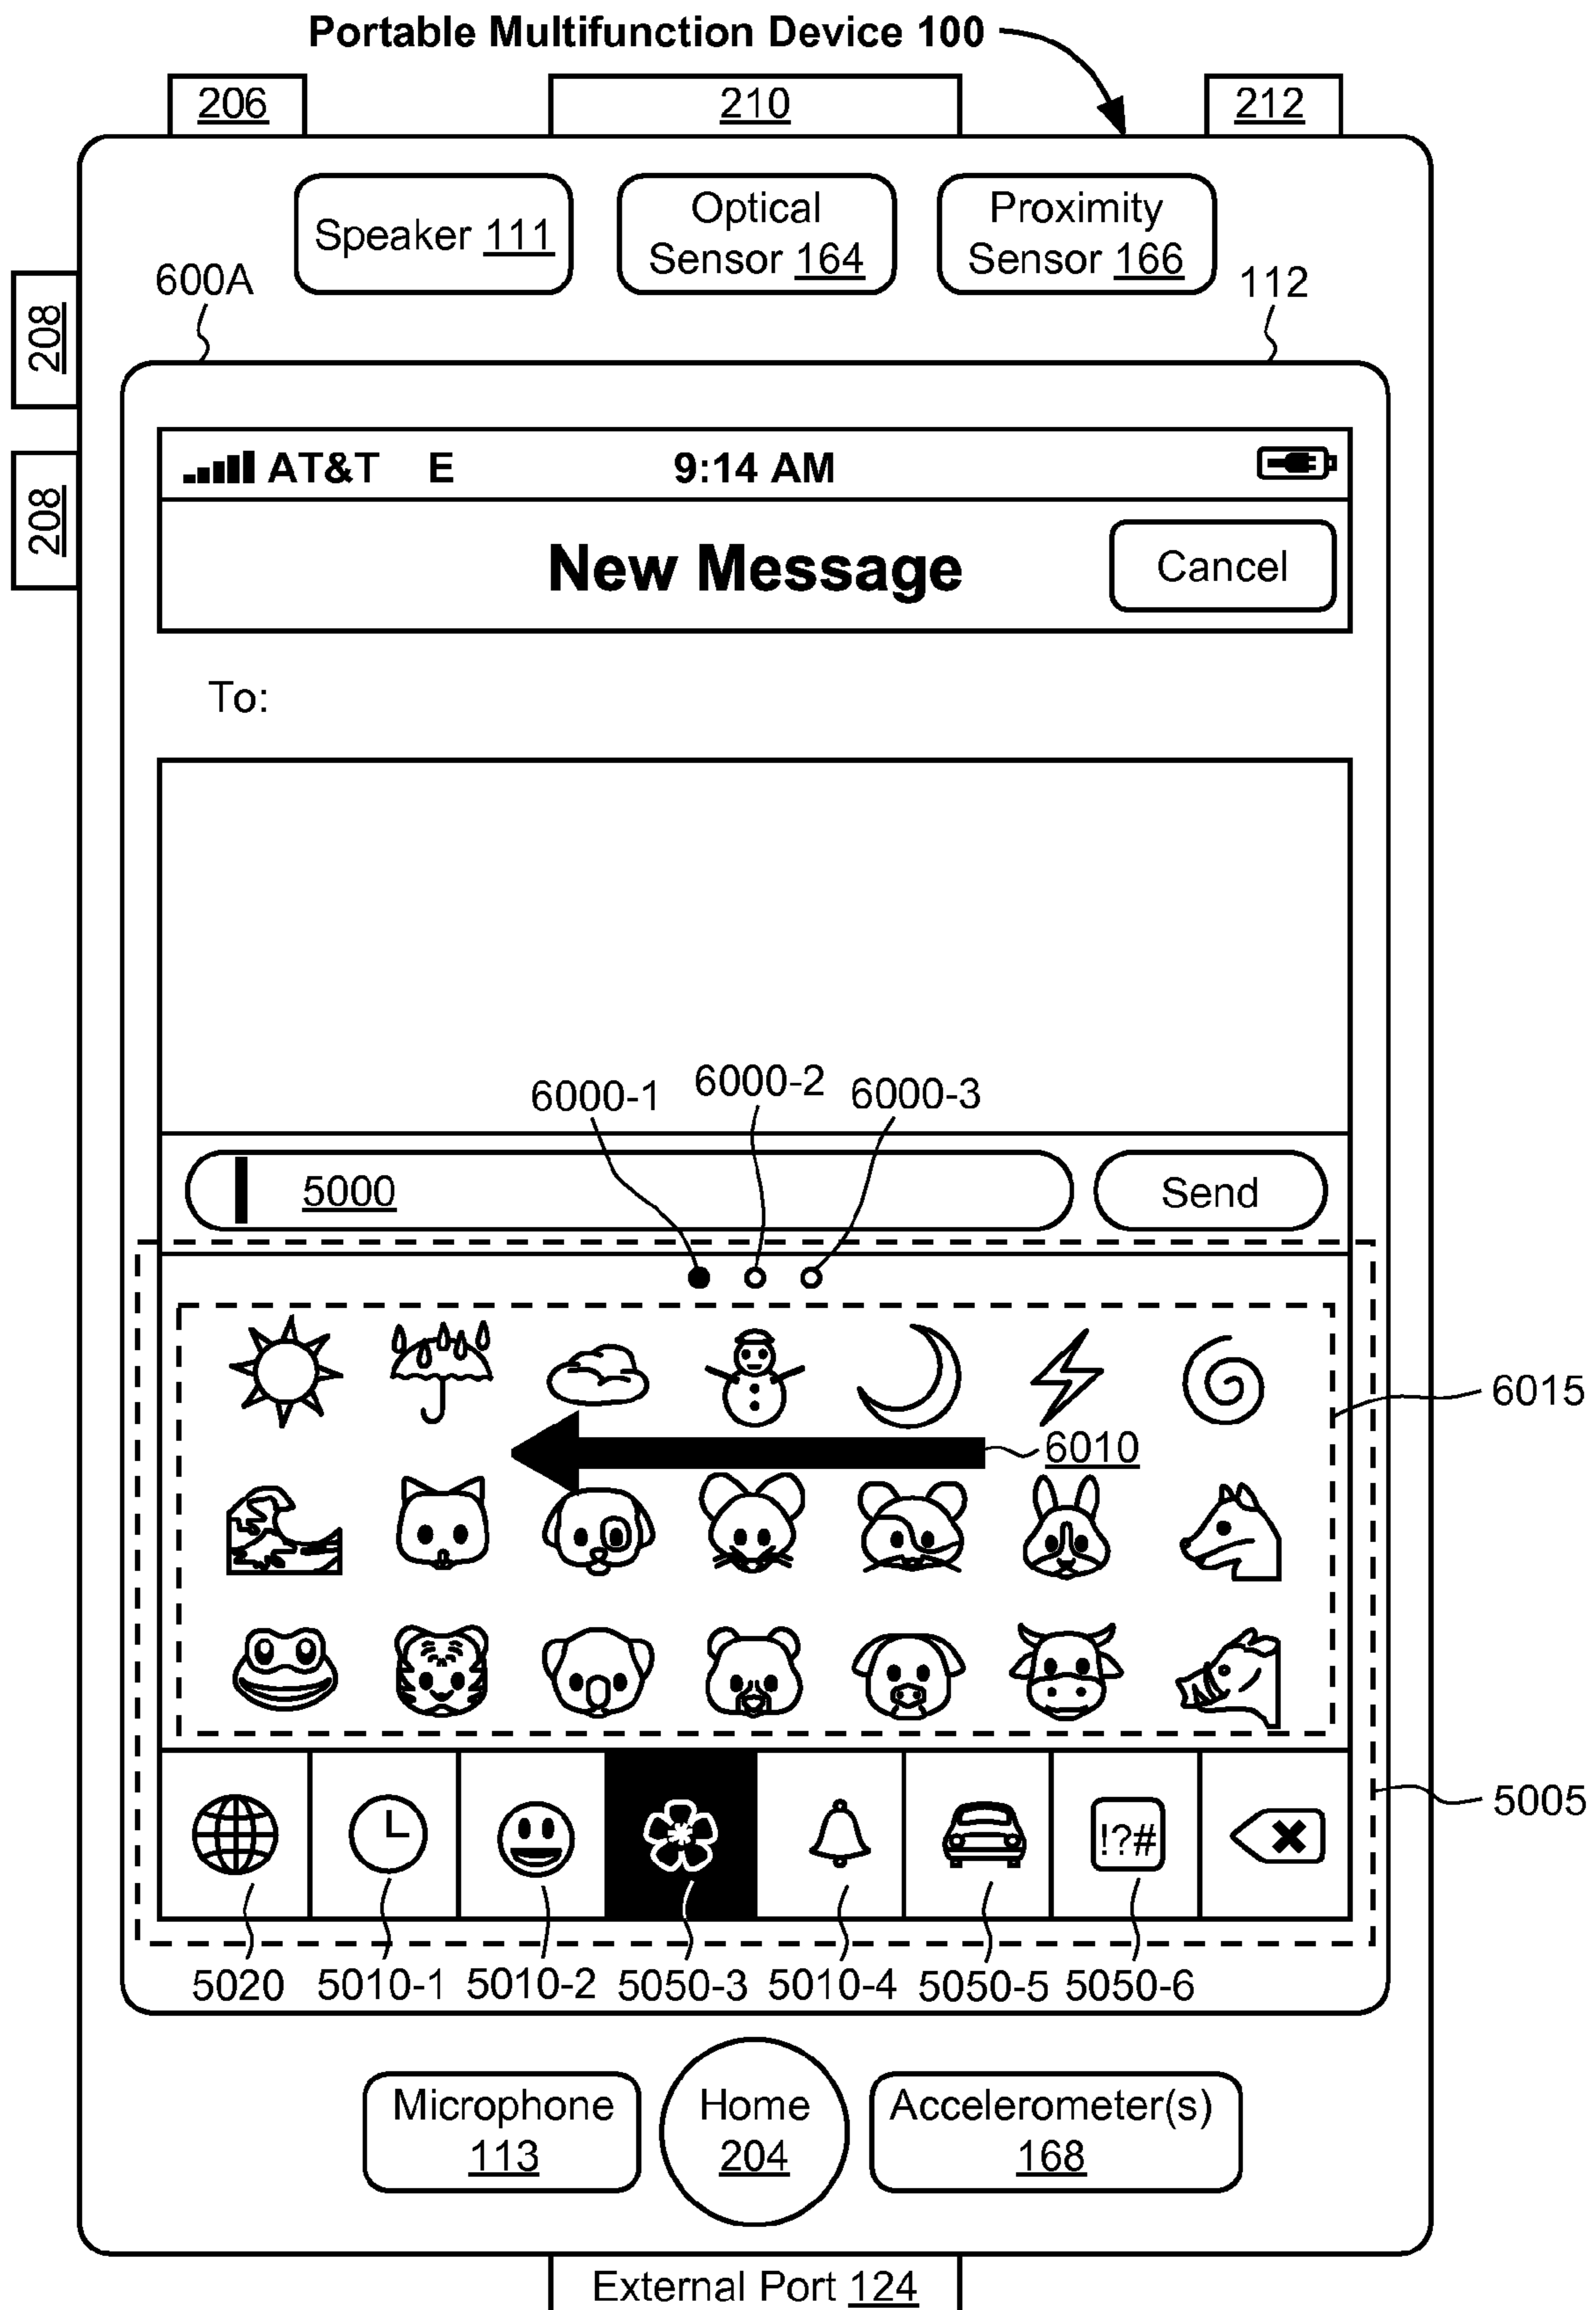 Portable Multifunction Device 100
206
210
212
Speaker 111
Optical
Sensor 164
Proximity
Sensor 166
600A
112
208
208
AT&T E 9:14 AM
New Message
Cancel
To:
6000-1
6000-2
6000-3
5000
Send
6015
6010
!?#
5005
5020
5010-1
5010-2
5050-3
5010-4
5050-5
5050-6
Microphone
113
Home
204
Accelerometer(s)
168
External Port 124